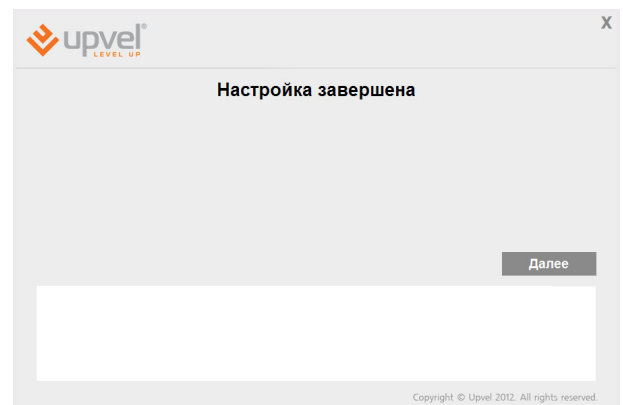 X
upvel®
LEVEL UP
Настройка завершена
Далее
Copyright © Upvel 2012. All rights reserved.